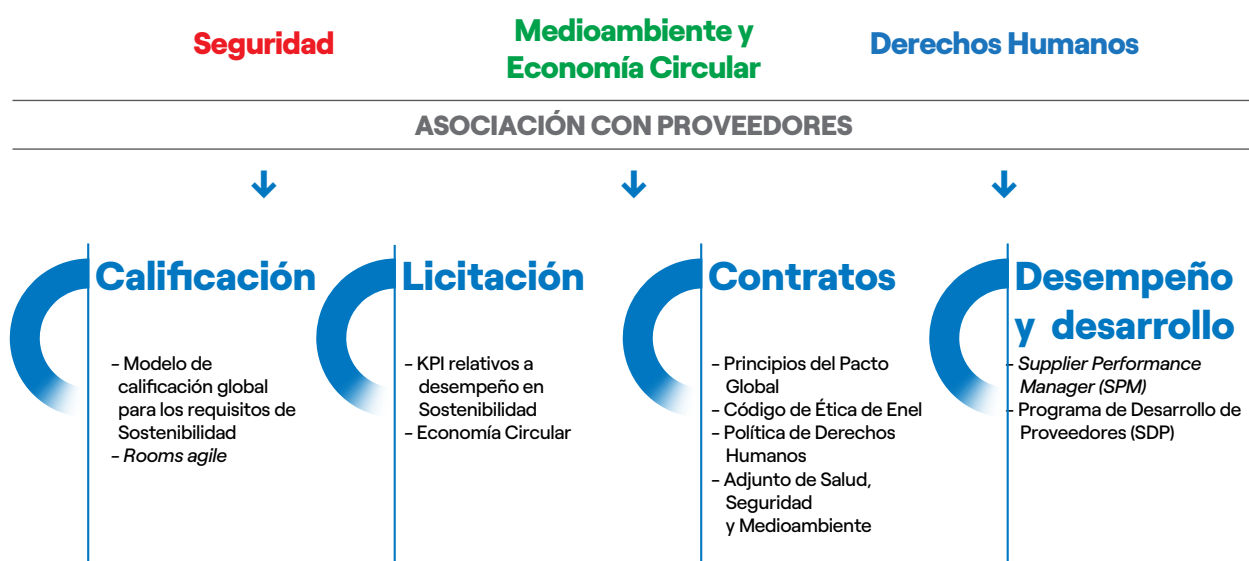 Seguridad
Medioambiente y
Economía Circular
Derechos Humanos
ASOCIACIÓN CON PROVEEDORES
Calificación
– Modelo de
calificación global
para los requisitos de
Sostenibilidad
– Rooms agile
Licitación
– KPI relativos a
desempeño en
Sostenibilidad
– Economía Circular
Contratos
– Principios del Pacto
Global
– Código de Ética de Enel
– Política de Derechos
Humanos
– Adjunto de Salud,
Seguridad
y Medioambiente
Desempeño
y desarrollo
– Supplier Performance
Manager (SPM)
– Programa de Desarrollo de
Proveedores (SDP)